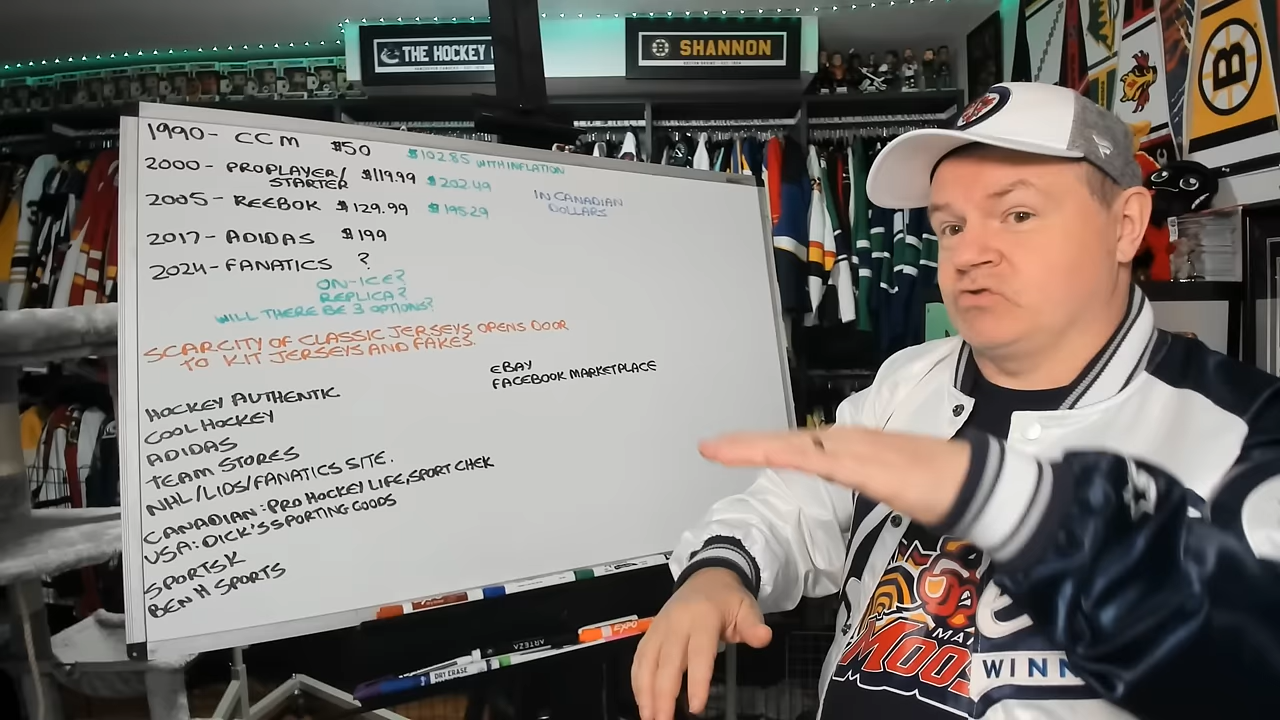 THE HOCKEY
SHANNON
1990- CCM $50 $102.85 WITH INFLATION
2000- PROPLAYER/ $119.99 $202.49
STARTER
2005- REEBOK $129.99 $195.29
IN CANADIAN
DOLLARS
2017- ADIDAS $199
2024-FANATICS ?
ON-ICE?
REPLICA?
WILL THERE BE 3 OPTIONS?
SCARCITY OF CLASSIC JERSEYS OPENS DOOR
TO KIT JERSEYS AND FAKES.
eBAY
FACEBOOK MARKETPLACE
HOCKEY AUTHENTIC
COOL HOCKEY
ADIDAS
TEAM STORES
NHL/LIDS/FANATICS SITE.
CANADIAN: PRO HOCKEY LIFE, SPORT CHEK
USA: DICK'S SPORTING GOODS
SPORTSK
BEN H SPORTS
EXPO
ARTEZA
DRY ERASE
B
MA
MOOS
WINN